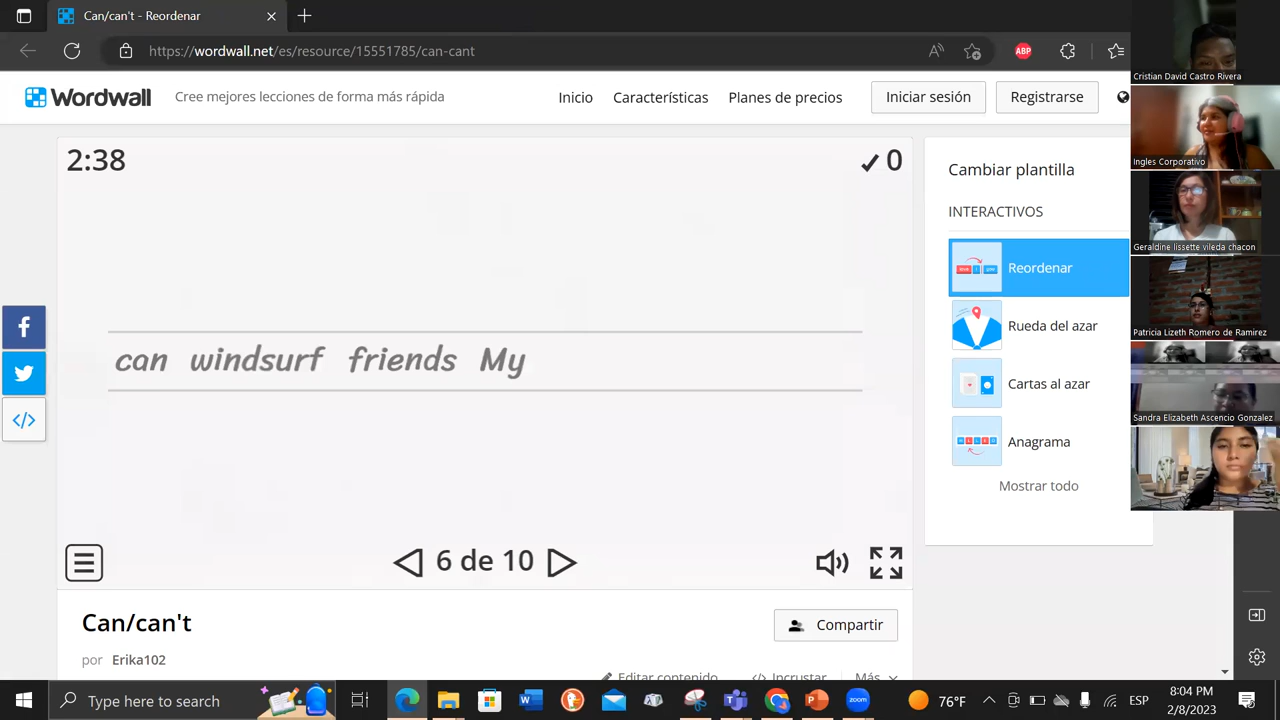 Can/can't - Reordenar
https://wordwall.net/es/resource/15551785/can-cant
ABP
Wordwall
Cree mejores lecciones de forma más rápida
Inicio
Características
Planes de precios
Iniciar sesión
Registrarse
2:38
0
can windsurf friends My
6 de 10
Can/can't
por Erika102
Compartir
Editar contenido
Incrustar
Más
Cambiar plantilla
INTERACTIVOS
Reordenar
Rueda del azar
Cartas al azar
Anagrama
Mostrar todo
Cristian David Castro Rivera
Ingles Corporativo
Geraldine lissette vileda chacon
Patricia Lizeth Romero de Ramirez
Sandra Elizabeth Ascencio Gonzalez
Type here to search
zoom
76°F
ESP
8:04 PM
2/8/2023